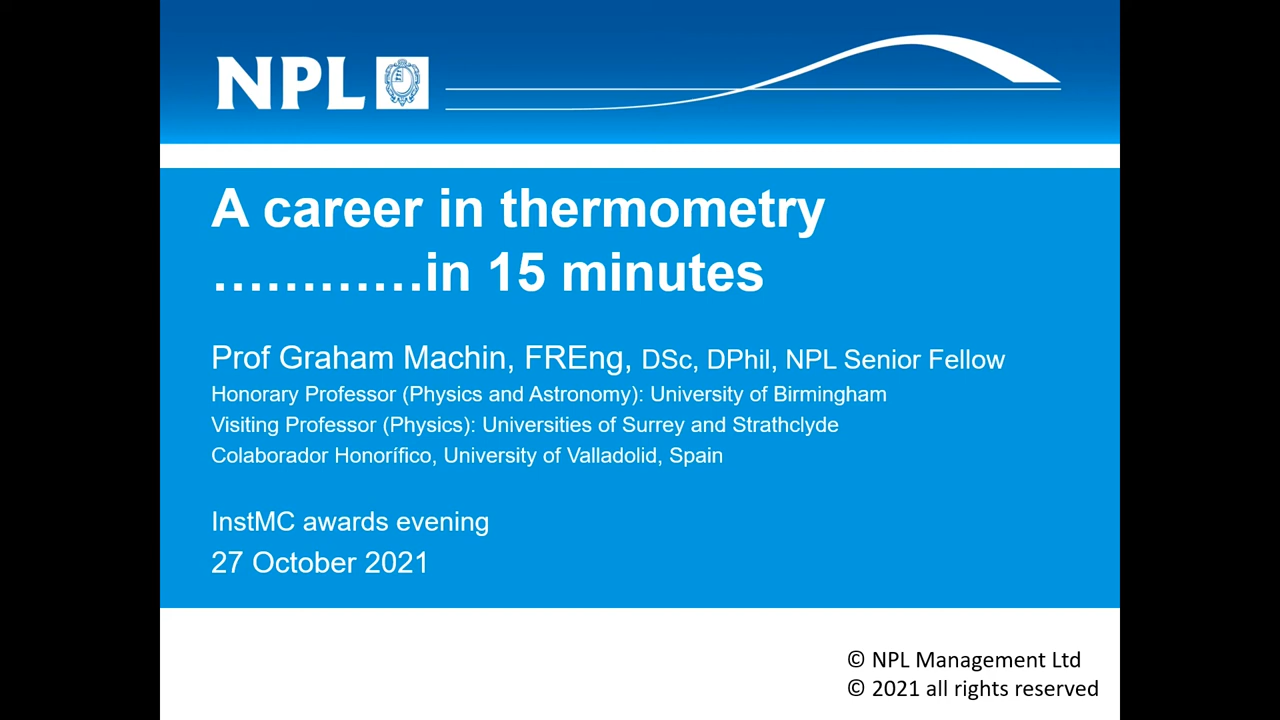 NPL
A career in thermometry
…………in 15 minutes
Prof Graham Machin, FREng, DSc, DPhil, NPL Senior Fellow
Honorary Professor (Physics and Astronomy): University of Birmingham
Visiting Professor (Physics): Universities of Surrey and Strathclyde
Colaborador Honorífico, University of Valladolid, Spain
InstMC awards evening
27 October 2021
© NPL Management Ltd
© 2021 all rights reserved